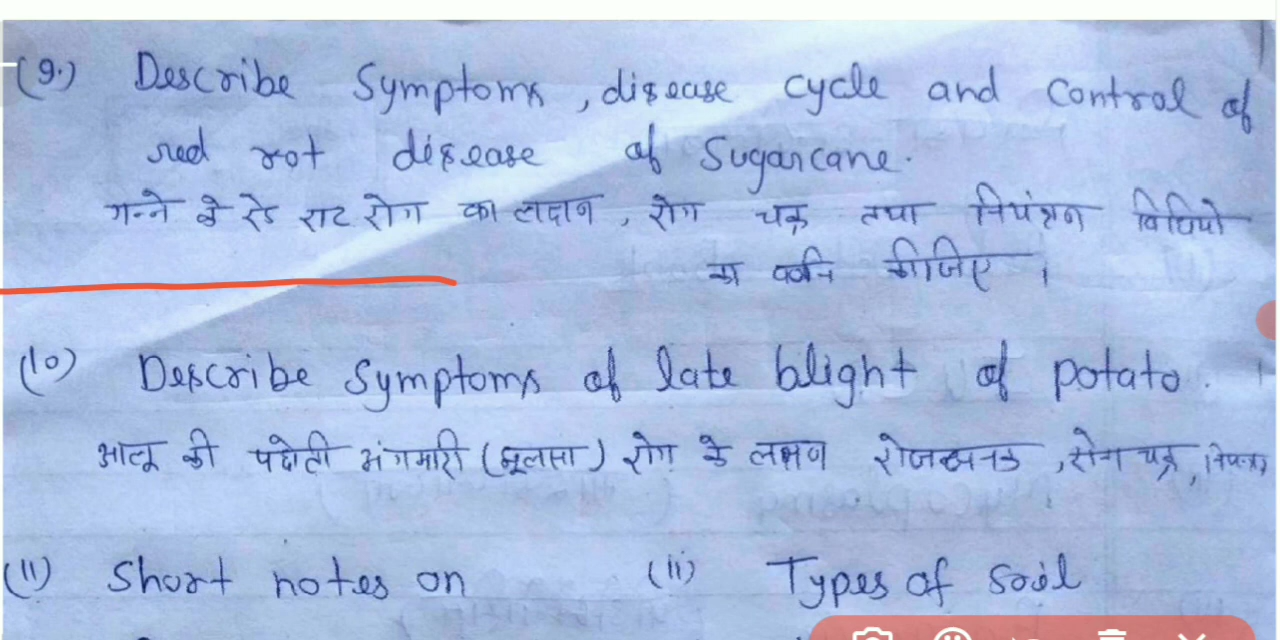 (9.) Describe Symptoms, disease cycle and Control of
red rot disease of Sugarcane.
गन्ने के रेड राट रोग का लक्षण, रोग चक्र तथा नियंत्रण विधियो
का वर्णन कीजिए।
(10) Describe Symptoms of late blight of potato.
आलू की पछेती अंगमारी (झूलसा) रोग के लक्षण रोगजनक, रोग चक्र, नियंत्रण
(11) Short notes on (ii) Types of soil